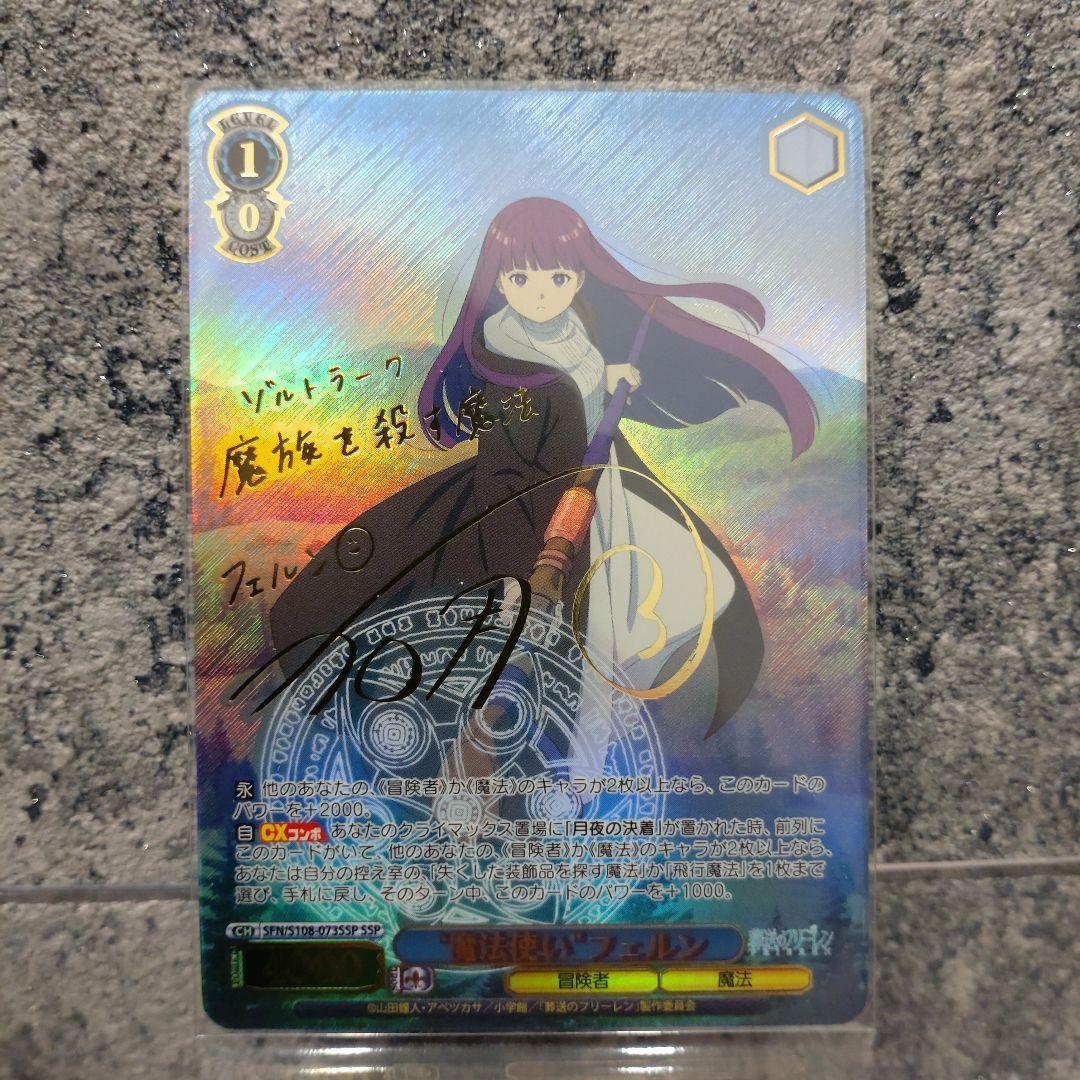 LEVEL
1
0
COST
ゾルトラーク
魔族を殺す魔法
フェルン
永 他のあなたの、《冒険者》か《魔法》のキャラが2枚以上なら、このカードの
パワーを+2000。
自 CXコンボ あなたのクライマックス置場に「月夜の決着」が置かれた時、前列に
このカードがいて、他のあなたの、《冒険者》か《魔法》のキャラが2枚以上なら、
あなたは自分の控え室の、「失くした装飾品を探す魔法」か「飛行魔法」を1枚まで
選び、手札に戻し、そのターン中、このカードのパワーを+1000。
CH SFN/S108-073SSP SSP
"魔法使い"フェルン
葬送のフリーレン
冒険者 魔法
©山田鐘人・アベツカサ/小学館/「葬送のフリーレン」製作委員会